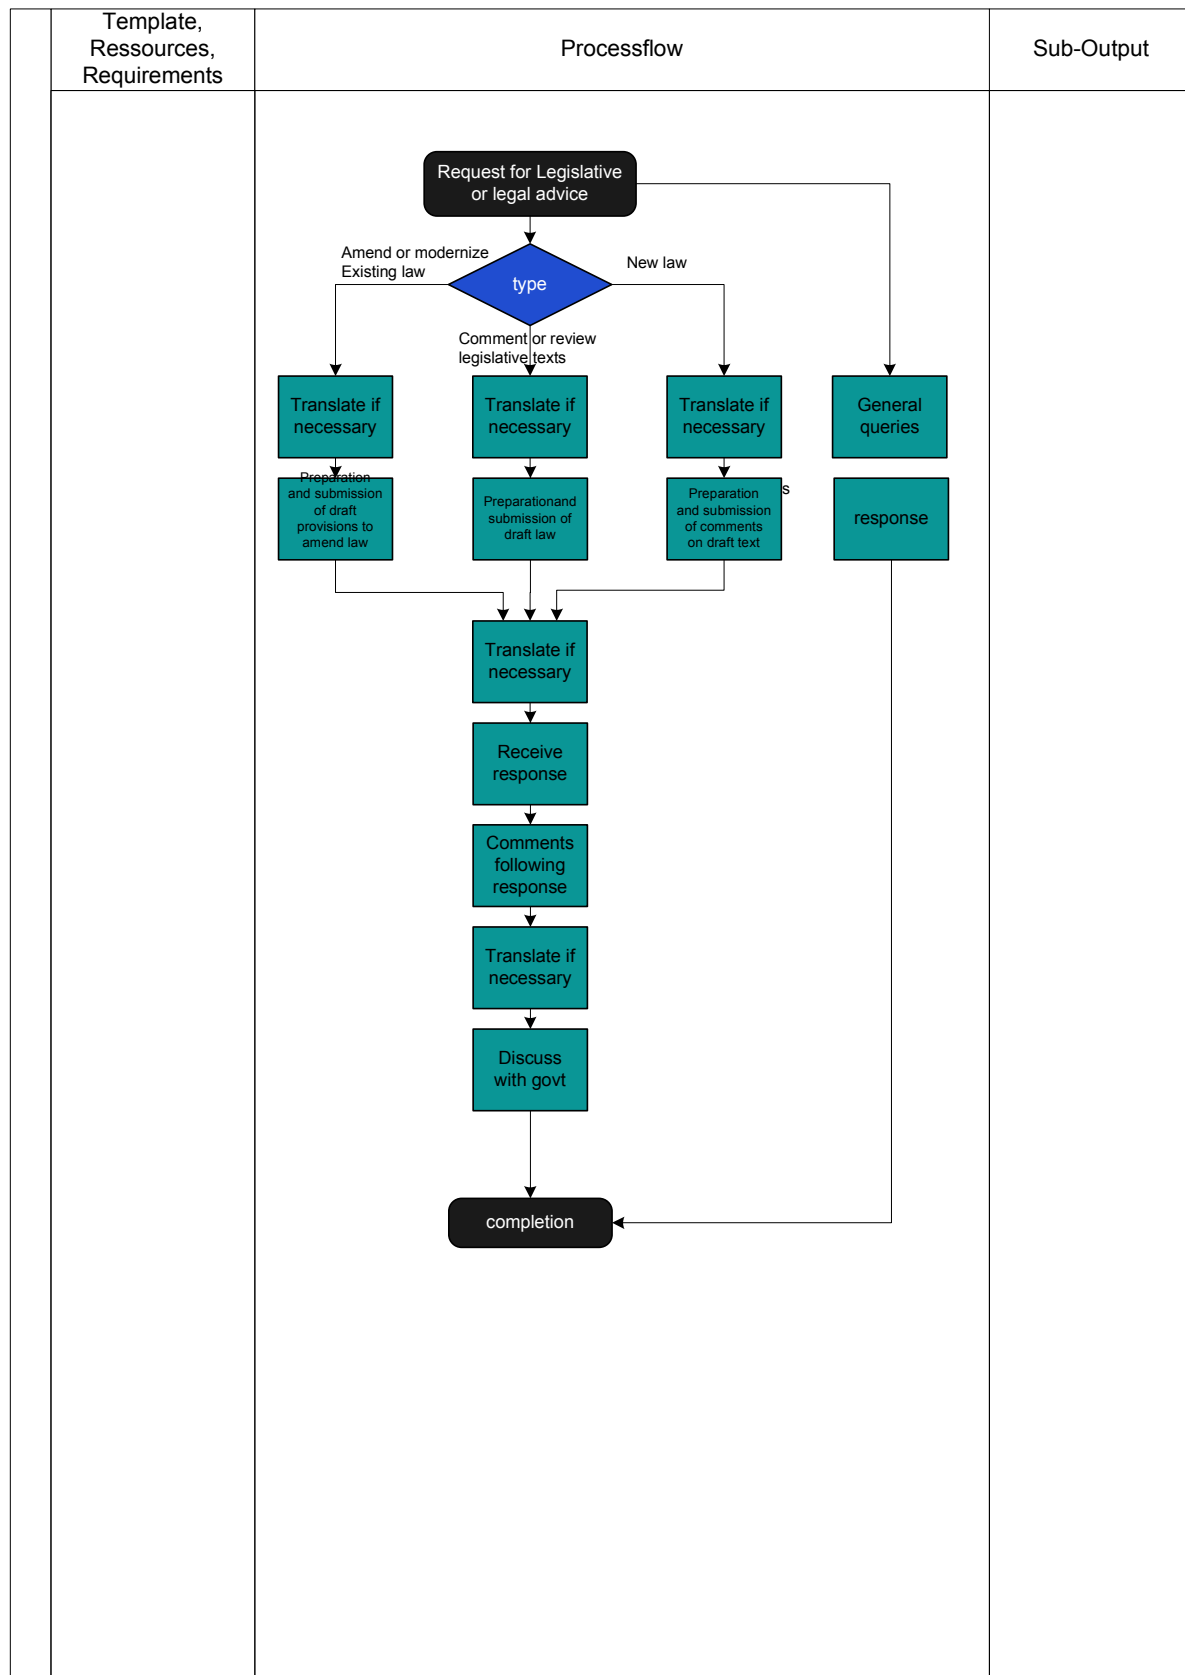 Template,
Ressources,
Requirements
Processflow
Sub-Output
Request for Legislative
or legal advice
Amend or modernize
Existing law
type
New law
Comment or review
legislative texts
Translate if
necessary
Translate if
necessary
Translate if
necessary
General
queries
Preparation
and submission
of draft
provisions to
amend law
Preparationand
submission of
draft law
s
Preparation
and submission
of comments
on draft text
response
Translate if
necessary
Receive
response
Comments
following
response
Translate if
necessary
Discuss
with govt
completion